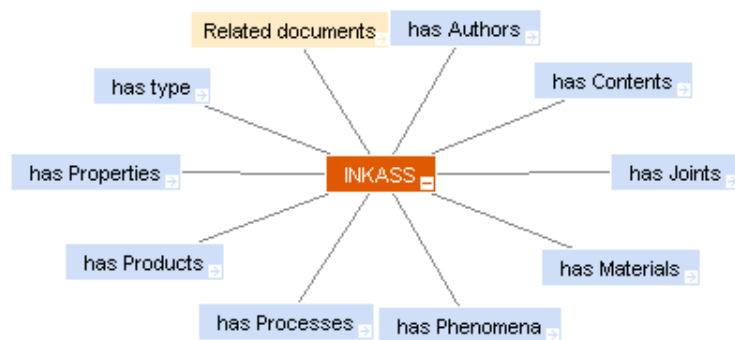 Related documents
has Authors
has type
has Contents
has Properties
INKASS
has Joints
has Products
has Materials
has Processes
has Phenomena